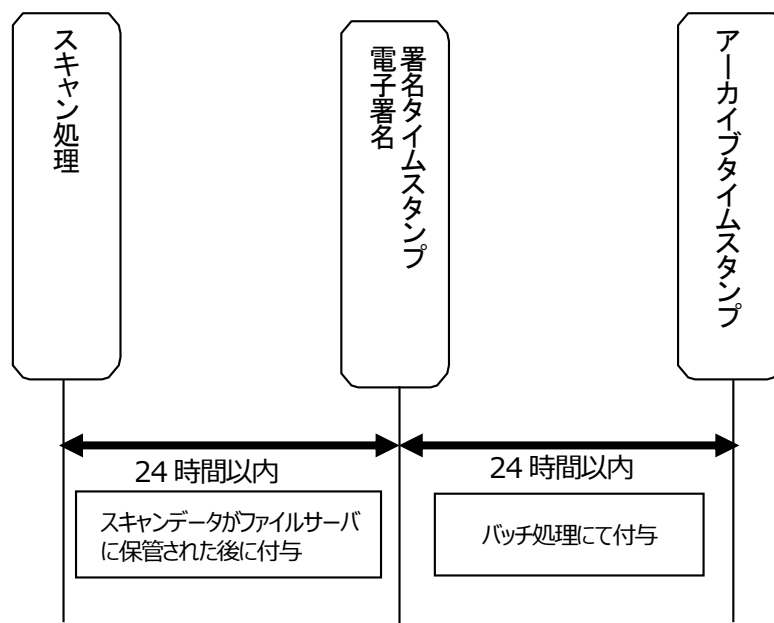 スキャン処理
署名タイムスタンプ
電子署名
アーカイブタイムスタンプ
24 時間以内
24 時間以内
スキャンデータがファイルサーバ
に保管された後に付与
バッチ処理にて付与